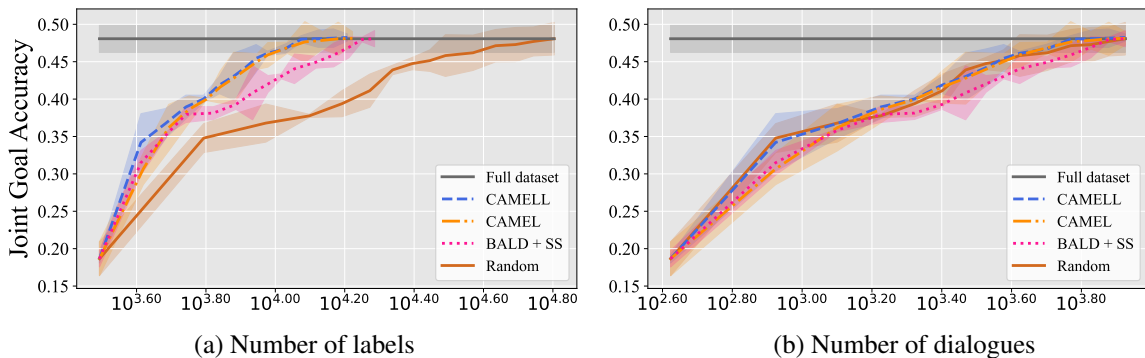 Joint Goal Accuracy
0.50
0.45
0.40
0.35
0.30
0.25
0.20
0.15
Full dataset
CAMELL
CAMEL
BALD + SS
Random
10^3.60 10^3.80 10^4.00 10^4.20 10^4.40 10^4.60 10^4.80
(a) Number of labels
0.50
0.45
0.40
0.35
0.30
0.25
0.20
0.15
Full dataset
CAMELL
CAMEL
BALD + SS
Random
10^2.60 10^2.80 10^3.00 10^3.20 10^3.40 10^3.60 10^3.80
(b) Number of dialogues